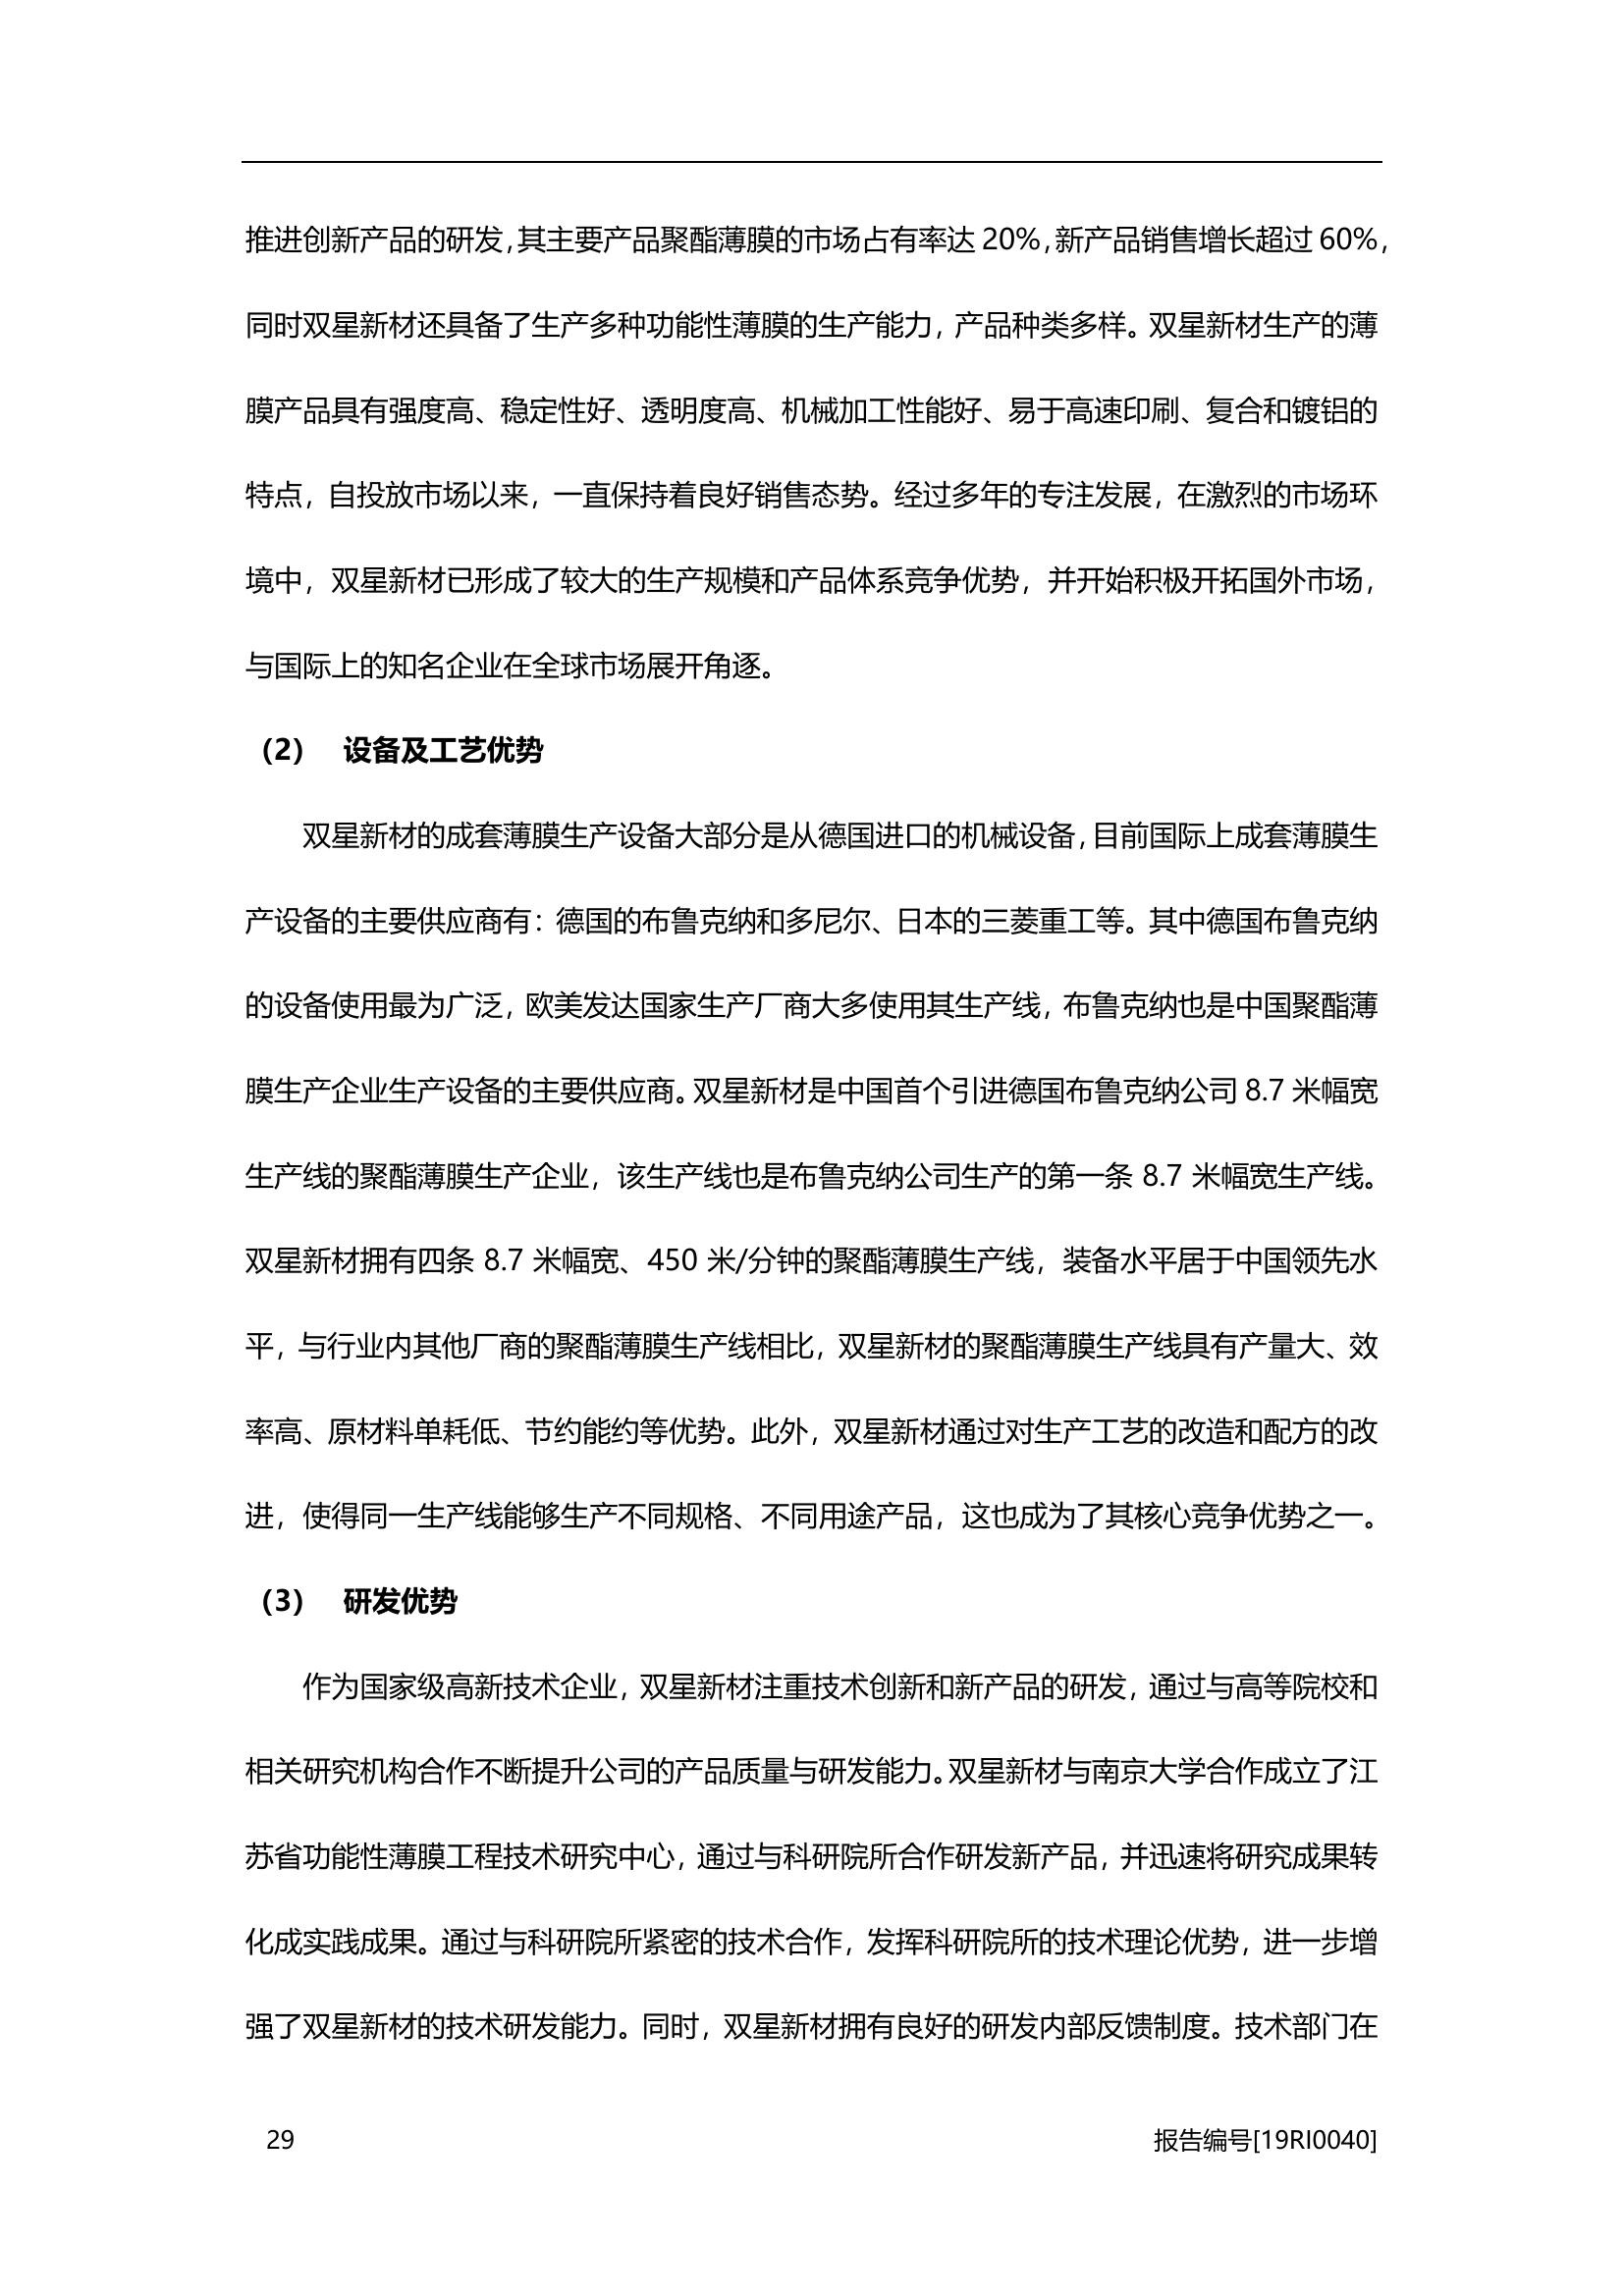 推进创新产品的研发，其主要产品聚酯薄膜的市场占有率达 20%，新产品销售增长超过 60%，
同时双星新材还具备了生产多种功能性薄膜的生产能力，产品种类多样。双星新材生产的薄
膜产品具有强度高、稳定性好、透明度高、机械加工性能好、易于高速印刷、复合和镀铝的
特点，自投放市场以来，一直保持着良好销售态势。经过多年的专注发展，在激烈的市场环
境中，双星新材已形成了较大的生产规模和产品体系竞争优势，并开始积极开拓国外市场，
与国际上的知名企业在全球市场展开角逐。
（2） 设备及工艺优势
双星新材的成套薄膜生产设备大部分是从德国进口的机械设备，目前国际上成套薄膜生
产设备的主要供应商有：德国的布鲁克纳和多尼尔、日本的三菱重工等。其中德国布鲁克纳
的设备使用最为广泛，欧美发达国家生产厂商大多使用其生产线，布鲁克纳也是中国聚酯薄
膜生产企业生产设备的主要供应商。双星新材是中国首个引进德国布鲁克纳公司 8.7 米幅宽
生产线的聚酯薄膜生产企业，该生产线也是布鲁克纳公司生产的第一条 8.7 米幅宽生产线。
双星新材拥有四条 8.7 米幅宽、450 米/分钟的聚酯薄膜生产线，装备水平居于中国领先水
平，与行业内其他厂商的聚酯薄膜生产线相比，双星新材的聚酯薄膜生产线具有产量大、效
率高、原材料单耗低、节约能约等优势。此外，双星新材通过对生产工艺的改造和配方的改
进，使得同一生产线能够生产不同规格、不同用途产品，这也成为了其核心竞争优势之一。
（3） 研发优势
作为国家级高新技术企业，双星新材注重技术创新和新产品的研发，通过与高等院校和
相关研究机构合作不断提升公司的产品质量与研发能力。双星新材与南京大学合作成立了江
苏省功能性薄膜工程技术研究中心，通过与科研院所合作研发新产品，并迅速将研究成果转
化成实践成果。通过与科研院所紧密的技术合作，发挥科研院所的技术理论优势，进一步增
强了双星新材的技术研发能力。同时，双星新材拥有良好的研发内部反馈制度。技术部门在
29 报告编号[19RI0040]